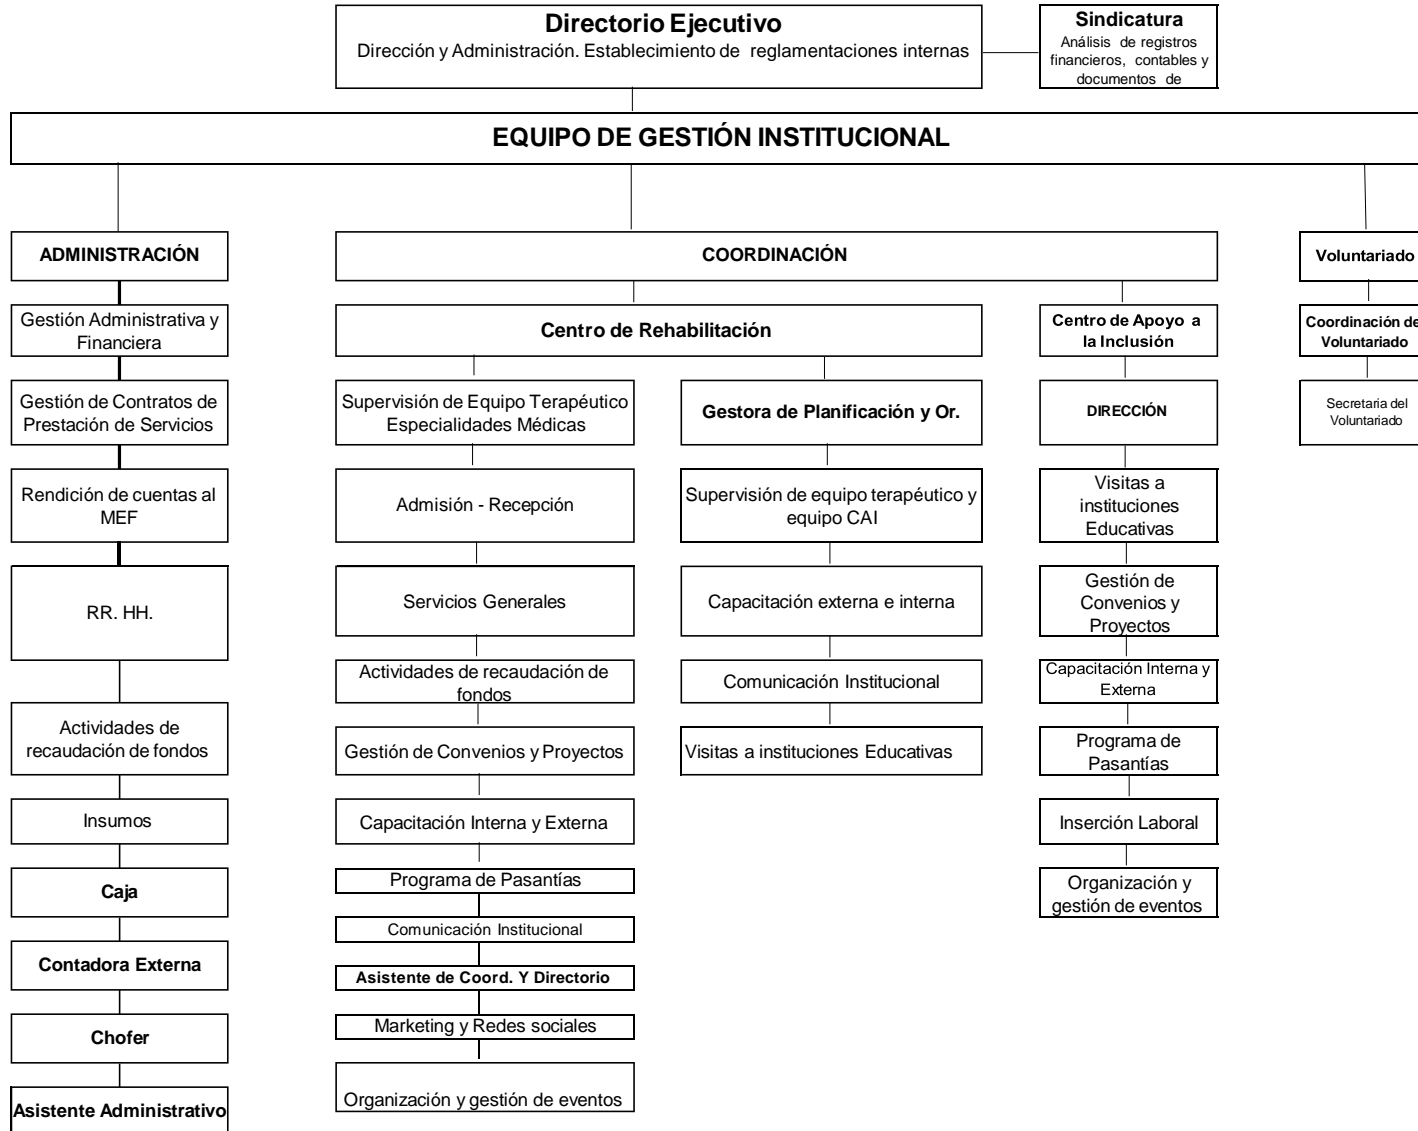 Directorio Ejecutivo
Dirección y Administración. Establecimiento de reglamentaciones internas
Sindicatura
Análisis de registros
financieros, contables y
documentos de
EQUIPO DE GESTIÓN INSTITUCIONAL
ADMINISTRACIÓN
Gestión Administrativa y
Financiera
Gestión de Contratos de
Prestación de Servicios
Rendición de cuentas al
MEF
RR. HH.
Actividades de
recaudación de fondos
Insumos
Caja
Contadora Externa
Chofer
Asistente Administrativo
COORDINACIÓN
Centro de Rehabilitación
Supervisión de Equipo Terapéutico
Especialidades Médicas
Admisión - Recepción
Servicios Generales
Actividades de recaudación de
fondos
Gestión de Convenios y Proyectos
Capacitación Interna y Externa
Programa de Pasantías
Comunicación Institucional
Asistente de Coord. Y Directorio
Marketing y Redes sociales
Organización y gestión de eventos
Gestora de Planificación y Or.
Supervisión de equipo terapéutico y
equipo CAI
Capacitación externa e interna
Comunicación Institucional
Visitas a instituciones Educativas
Centro de Apoyo a
la Inclusión
DIRECCIÓN
Visitas a
instituciones
Educativas
Gestión de
Convenios y
Proyectos
Capacitación Interna y
Externa
Programa de
Pasantías
Inserción Laboral
Organización y
gestión de eventos
Voluntariado
Coordinación de
Voluntariado
Secretaria del
Voluntariado